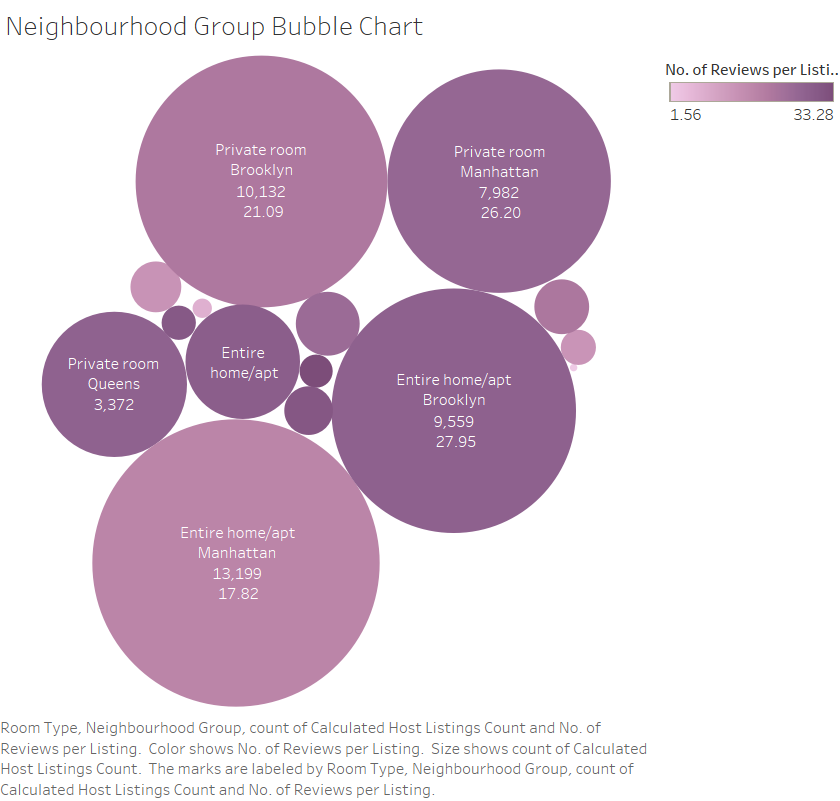 Neighbourhood Group Bubble Chart
No. of Reviews per Listi..
1.56 33.28
Private room
Brooklyn
10,132
21.09
Private room
Manhattan
7,982
26.20
Private room
Queens
3,372
Entire
home/apt
Entire home/apt
Brooklyn
9,559
27.95
Entire home/apt
Manhattan
13,199
17.82
Room Type, Neighbourhood Group, count of Calculated Host Listings Count and No. of
Reviews per Listing. Color shows No. of Reviews per Listing. Size shows count of Calculated
Host Listings Count. The marks are labeled by Room Type, Neighbourhood Group, count of
Calculated Host Listings Count and No. of Reviews per Listing.